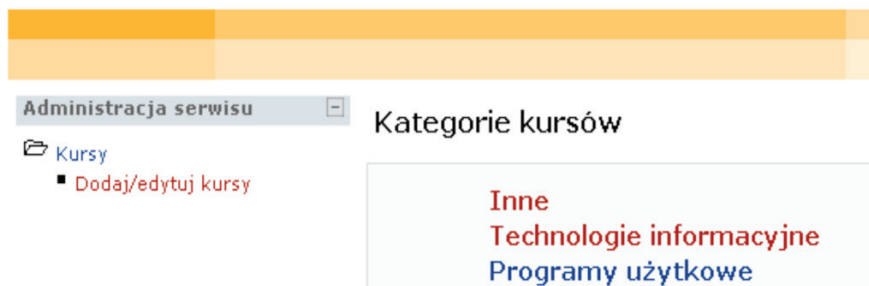 Administracja serwisu
Kursy
Dodaj/edytuj kursy
Kategorie kursów
Inne
Technologie informacyjne
Programy użytkowe